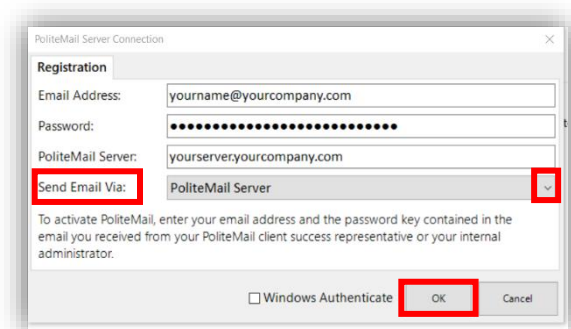 PoliteMail Server Connection
Registration
Email Address: yourname@yourcompany.com
Password: ●●●●●●●●●●●●●●●●●●●●●●●●●●●
PoliteMail Server: yourserver.yourcompany.com
Send Email Via: PoliteMail Server
To activate PoliteMail, enter your email address and the password key contained in the
email you received from your PoliteMail client success representative or your internal
administrator.
Windows Authenticate OK Cancel